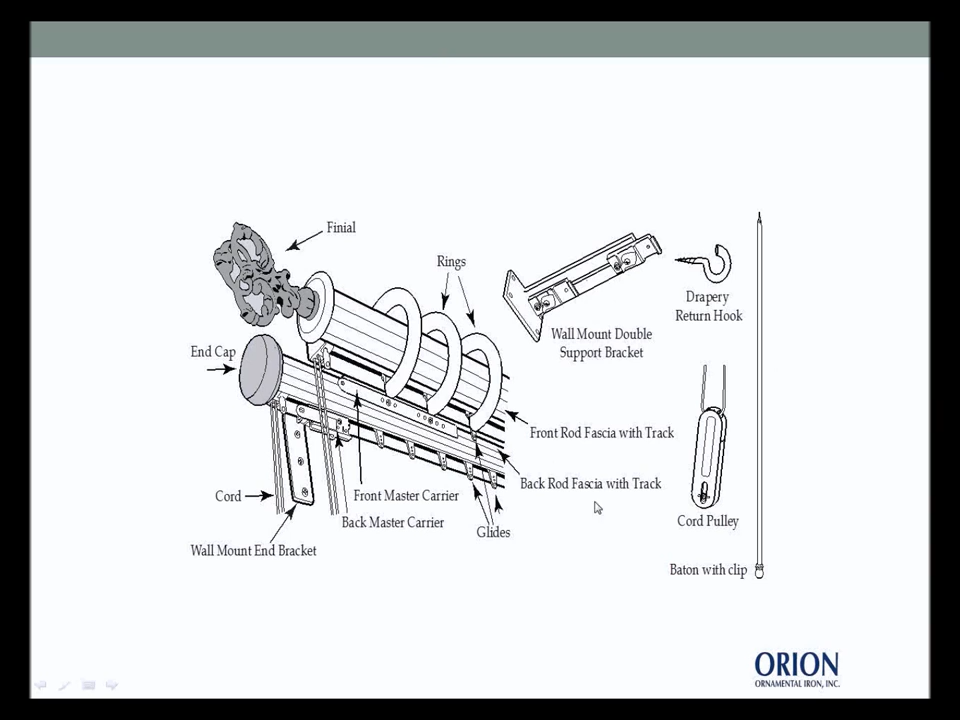 Finial
Rings
Drapery
Return Hook
Wall Mount Double
Support Bracket
End Cap
Front Rod Fascia with Track
Back Rod Fascia with Track
Cord
Front Master Carrier
Back Master Carrier
Glides
Cord Pulley
Wall Mount End Bracket
Baton with clip
ORION
ORNAMENTAL IRON, INC.